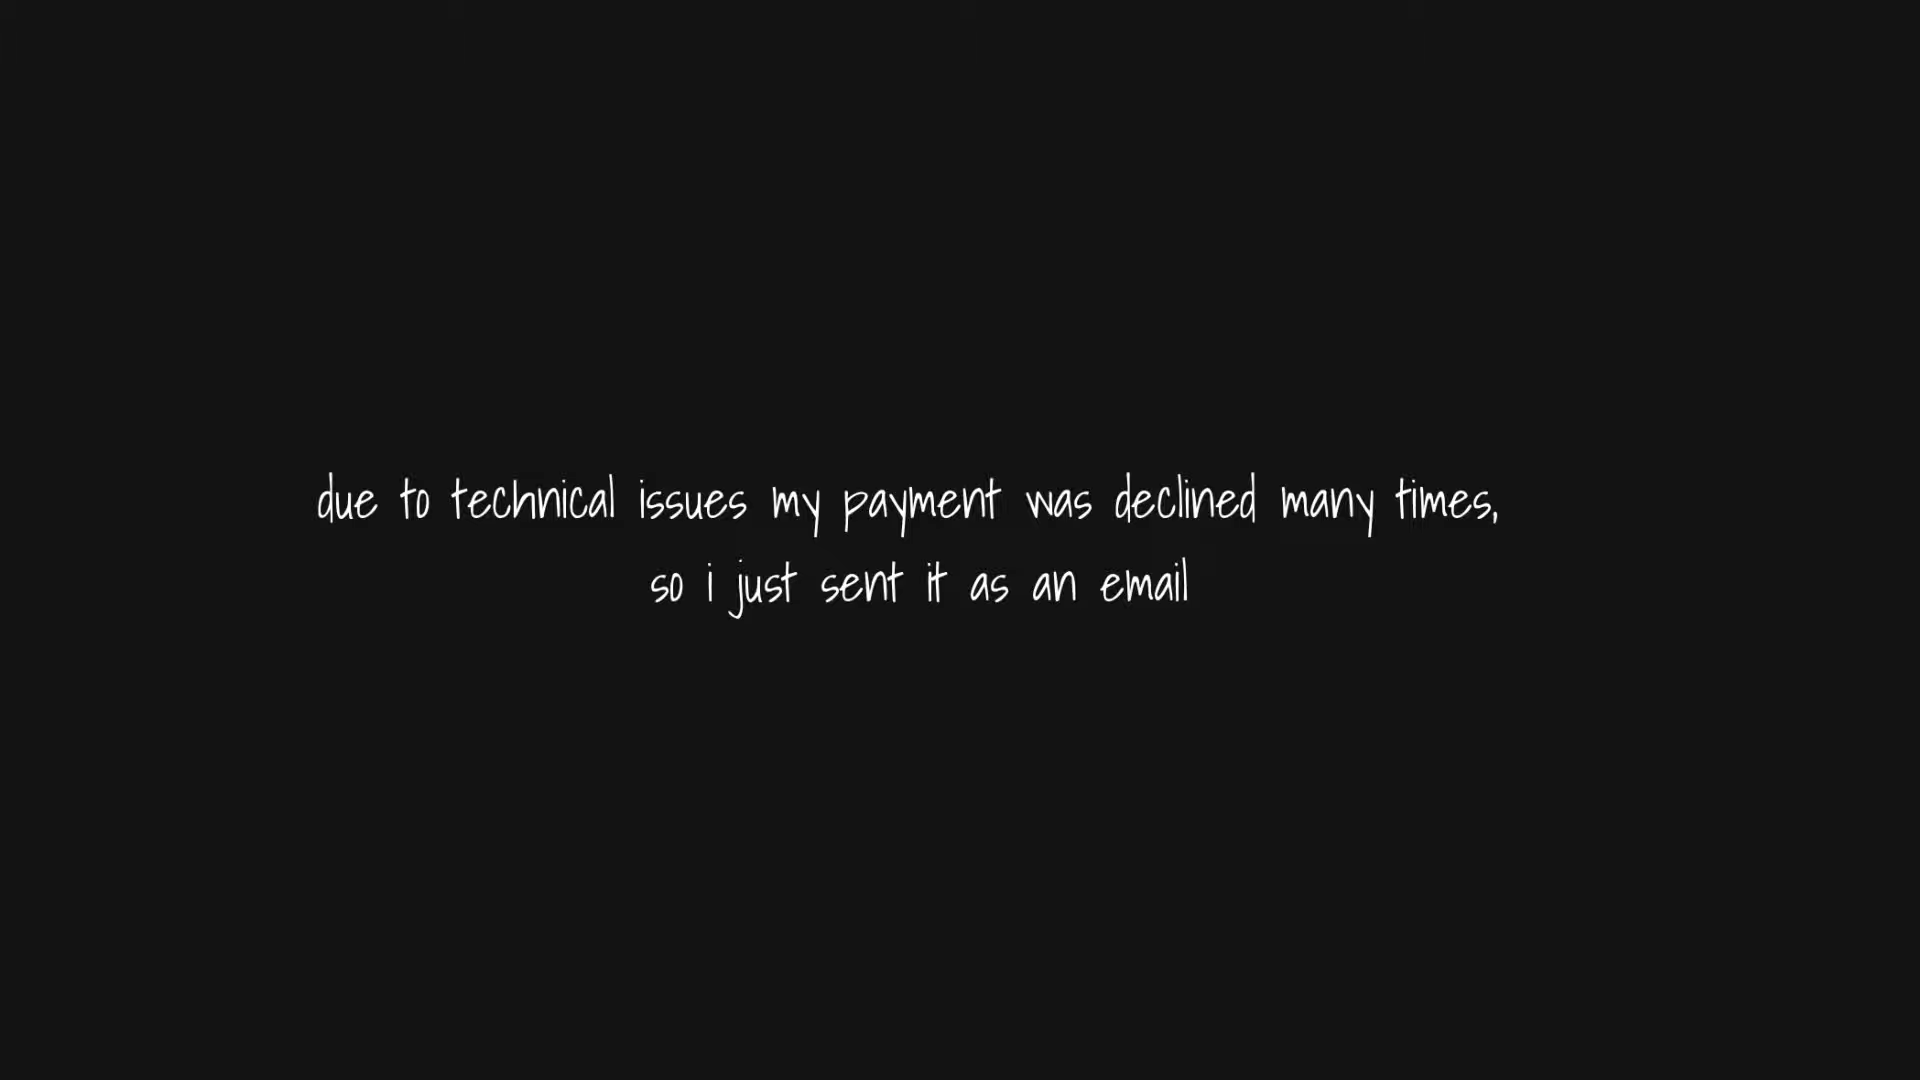 due to technical issues my payment was declined many times,
so i just sent it as an email